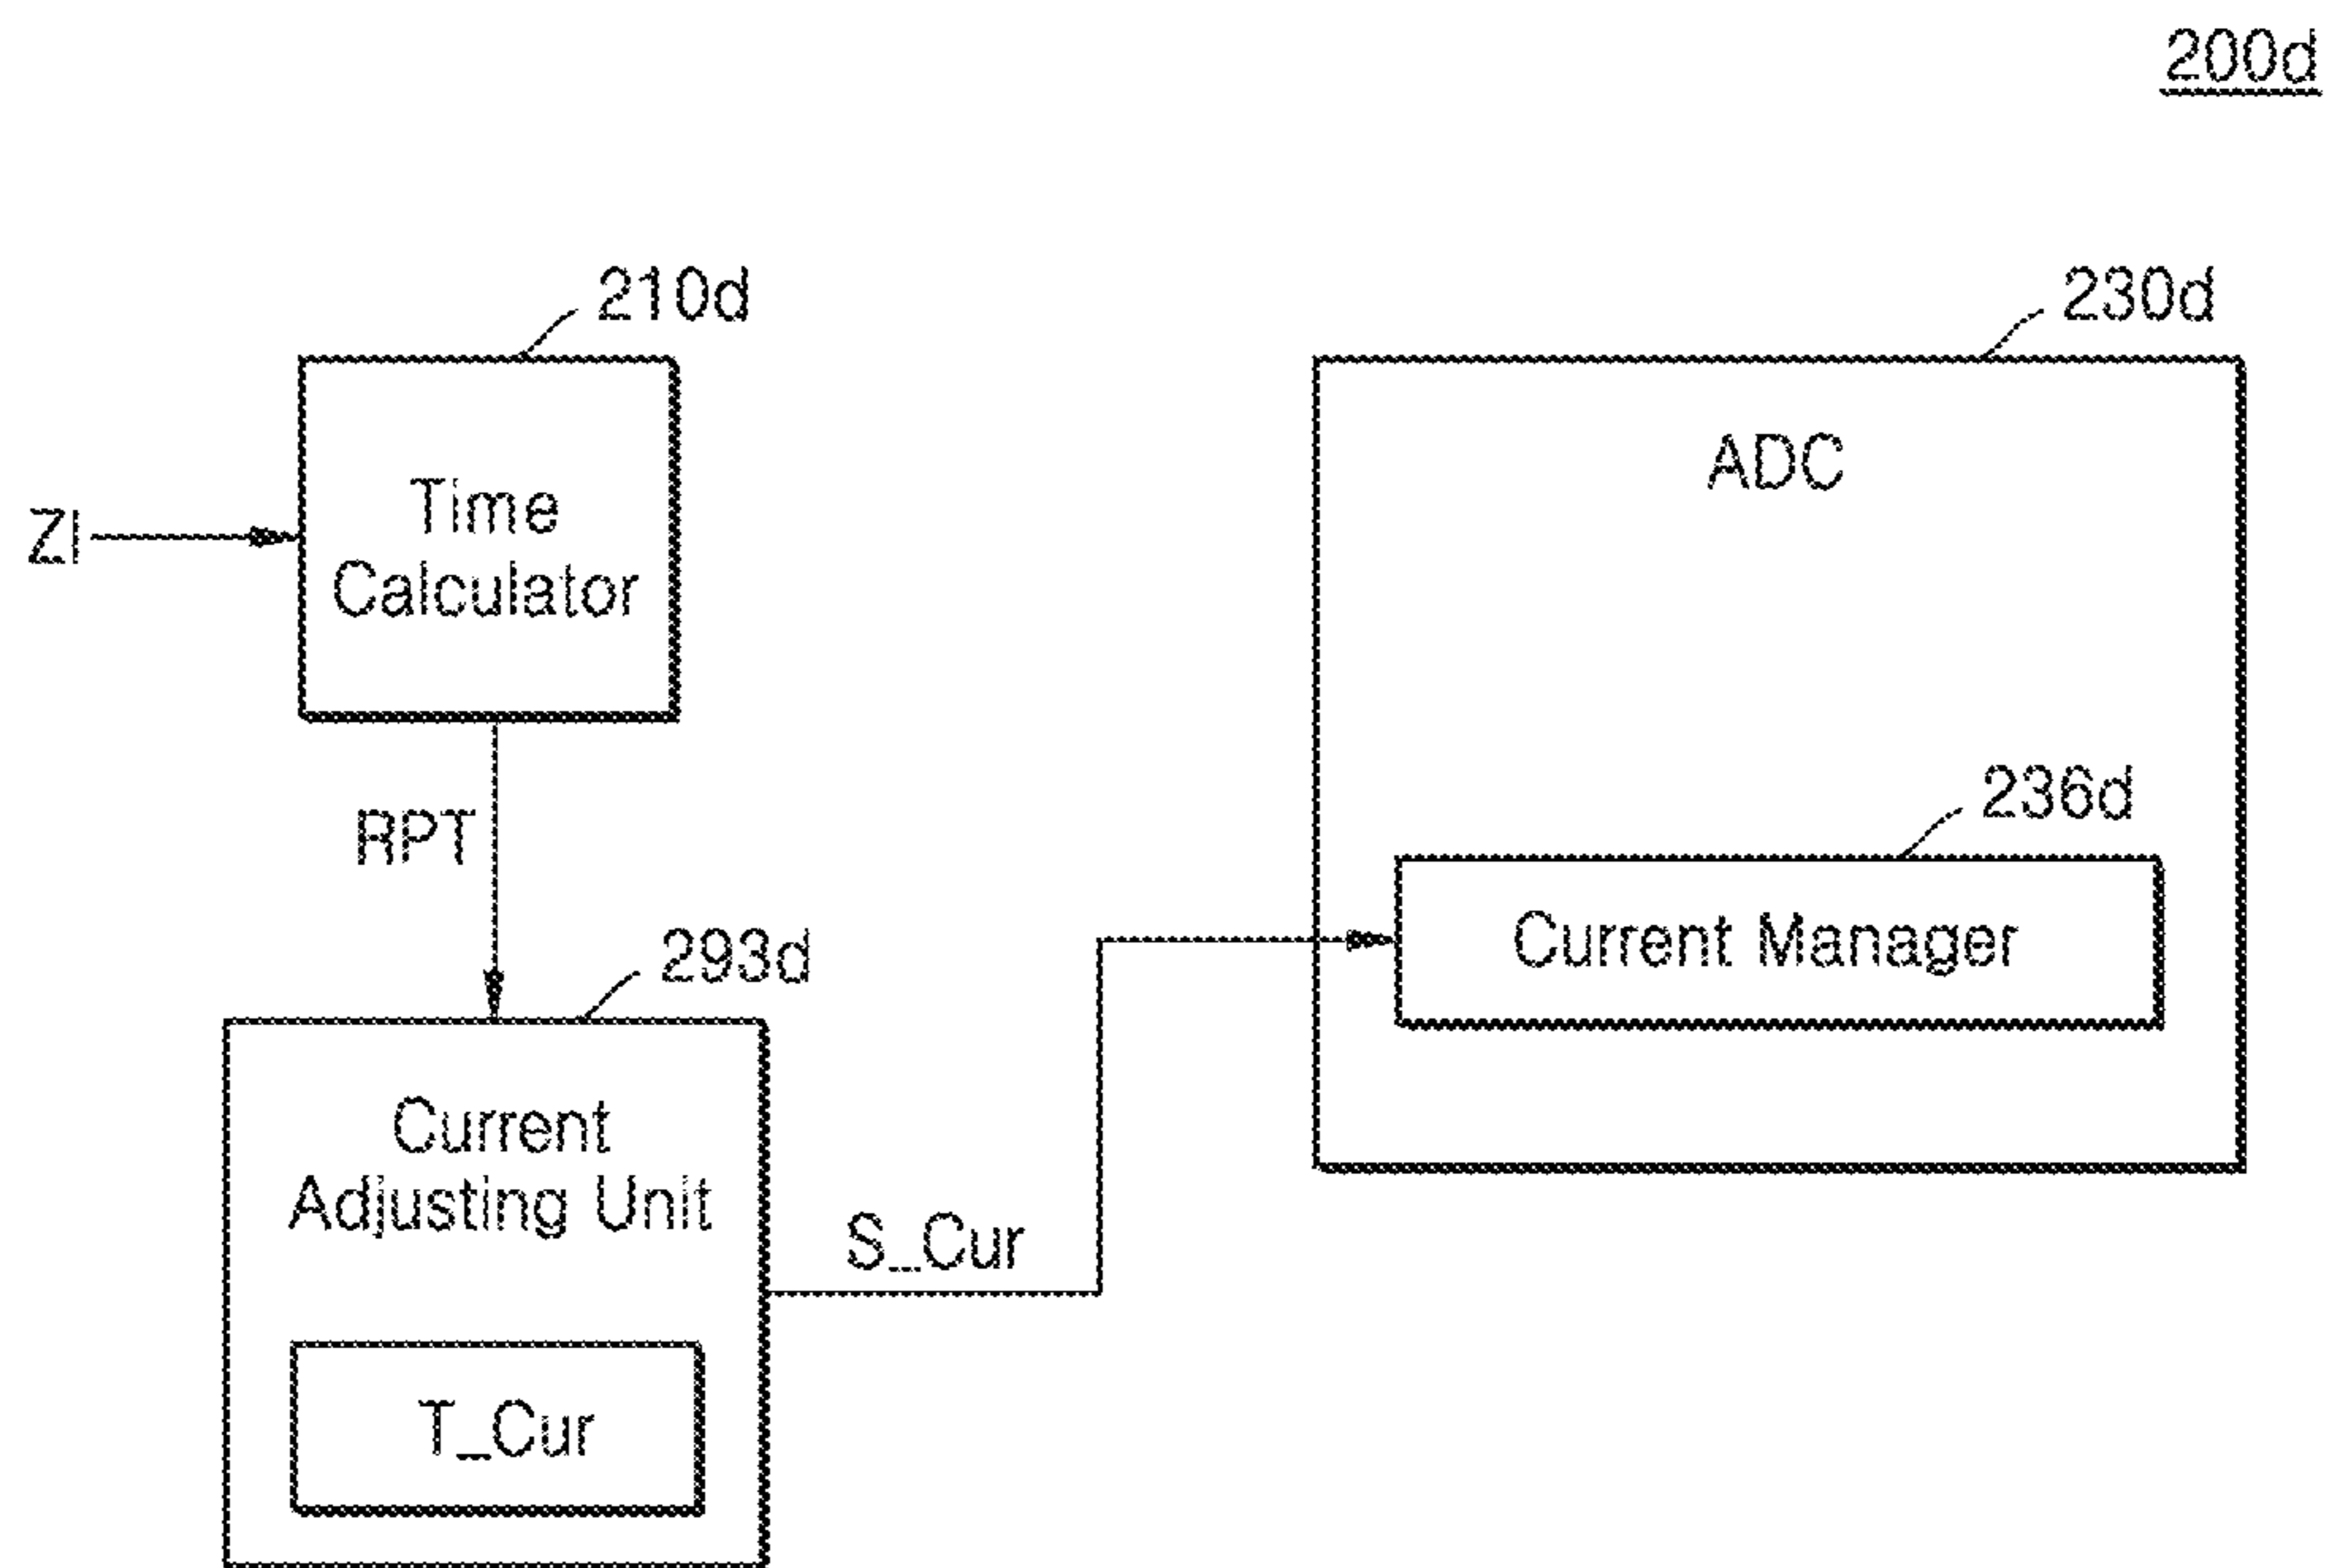 200d
210d
230d
ADC
Time
Calculator
ZI
236d
RPT
Current Manager
293d
Current
Adjusting Unit
S_Cur
T_Cur